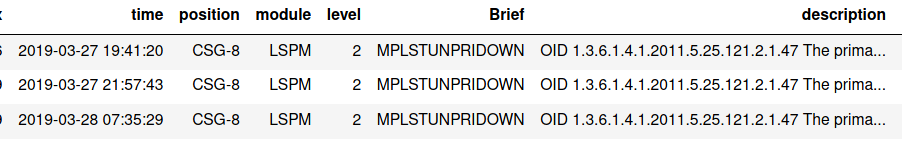 time position module level Brief description
2019-03-27 19:41:20 CSG-8 LSPM 2 MPLSTUNPRIDOWN OID 1.3.6.1.4.1.2011.5.25.121.2.1.47 The prima...
2019-03-27 21:57:43 CSG-8 LSPM 2 MPLSTUNPRIDOWN OID 1.3.6.1.4.1.2011.5.25.121.2.1.47 The prima...
2019-03-28 07:35:29 CSG-8 LSPM 2 MPLSTUNPRIDOWN OID 1.3.6.1.4.1.2011.5.25.121.2.1.47 The prima...